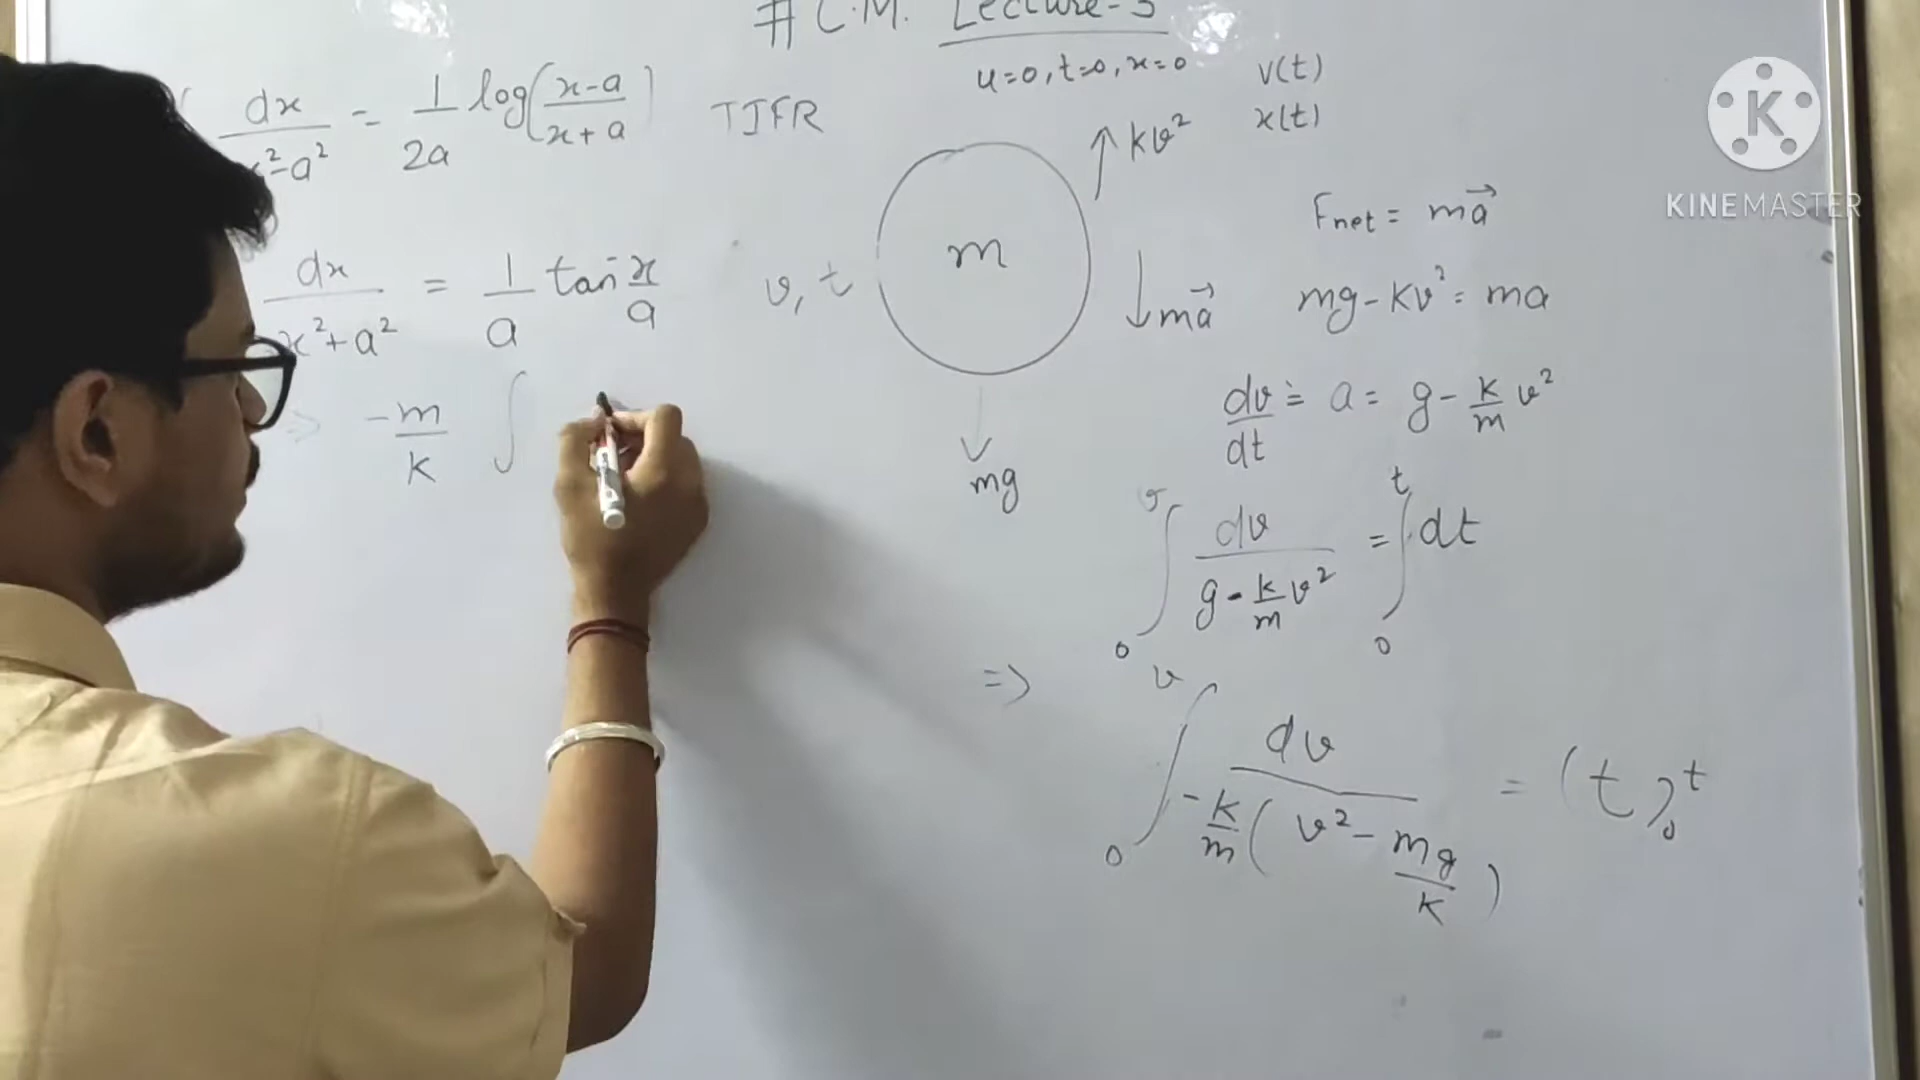 # C.M. Lecture-3
u=0, t=0, x=0
v(t)
x(t)
dx/x²-a² = 1/2a log(x-a/x+a)
TIFR
kv²
K
KINEMASTER
m
Fnet = ma⃗
dx/x²+a² = 1/a tan⁻ x/a
v, t
ma⃗
mg-kv² = ma
mg
dv/dt = a = g - k/m v²
-m/k ∫
∫₀ᵛ dv/g - k/m v² = ∫₀ᵗ dt
=>
∫₀ᵛ dv/-k/m(v² - mg/k) = (t)₀ᵗ